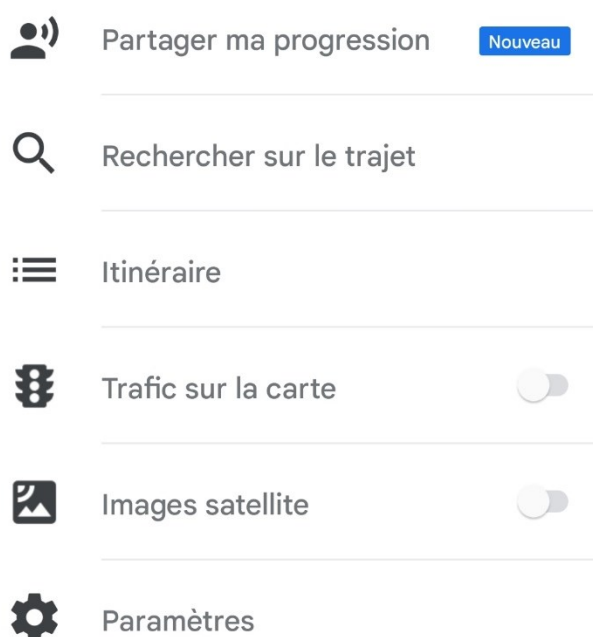 Partager ma progression Nouveau
Rechercher sur le trajet
Itinéraire
Trafic sur la carte
Images satellite
Paramètres